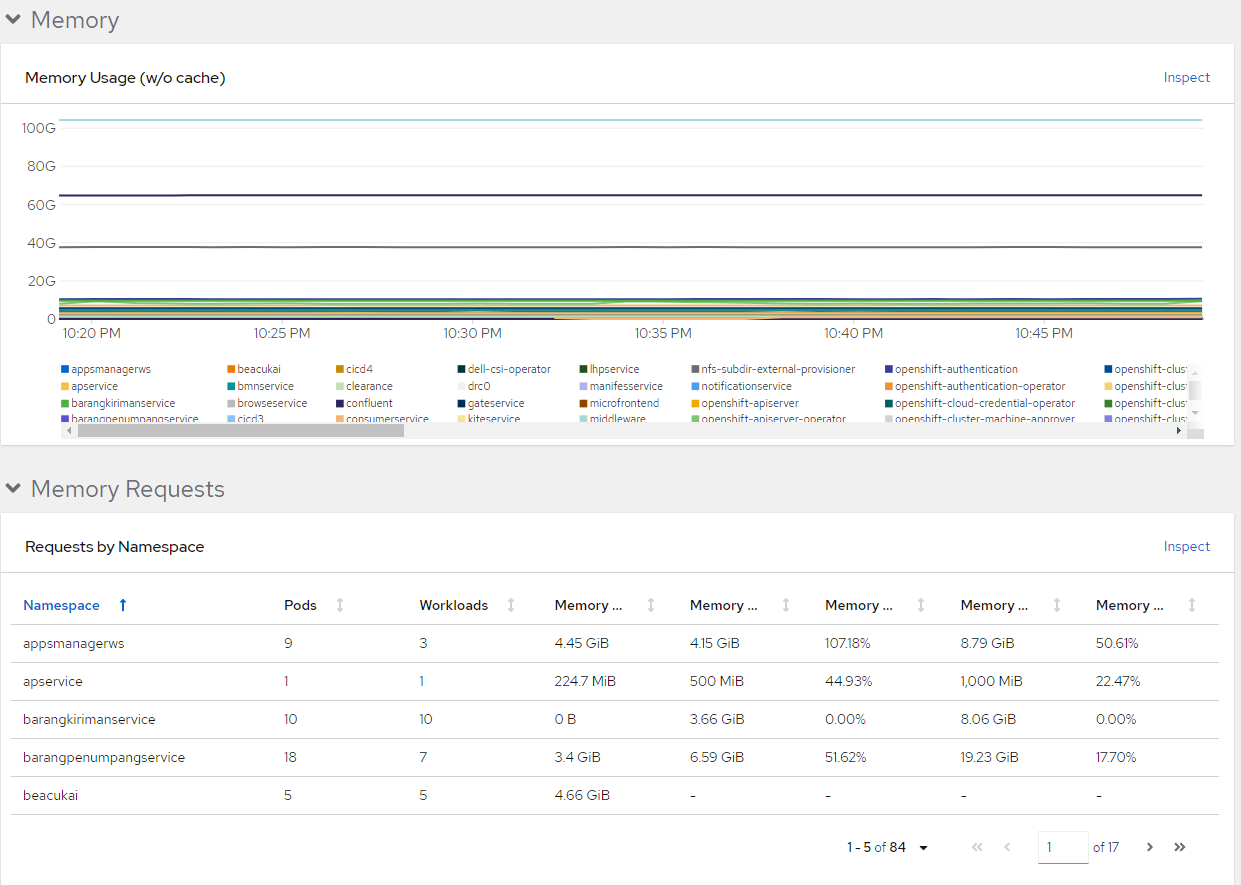 Memory
Memory Usage (w/o cache) Inspect
100G
80G
60G
40G
20G
0
10:20 PM 10:25 PM 10:30 PM 10:35 PM 10:40 PM 10:45 PM
appsmanagerws beacukai cicd4 dell-csi-operator lhpservice nfs-subdir-external-provisioner openshift-authentication openshift-clus
apservice bmnservice clearance drc0 manifesservice notificationservice openshift-authentication-operator openshift-clus
barangkirimanservice browseservice confluent gateservice microfrontend openshift-apiserver openshift-cloud-credential-operator openshift-clus
barangpenumpangservice cicd3 consumerservice kiteservice middleware openshift-apiserver-operator openshift-cluster-machine-approver openshift-clus
Memory Requests
Requests by Namespace Inspect
Namespace Pods Workloads Memory ... Memory ... Memory ... Memory ... Memory ...
appsmanagerws 9 3 4.45 GiB 4.15 GiB 107.18% 8.79 GiB 50.61%
apservice 1 1 224.7 MiB 500 MiB 44.93% 1,000 MiB 22.47%
barangkirimanservice 10 10 0 B 3.66 GiB 0.00% 8.06 GiB 0.00%
barangpenumpangservice 18 7 3.4 GiB 6.59 GiB 51.62% 19.23 GiB 17.70%
beacukai 5 5 4.66 GiB - - - -
1 - 5 of 84 1 of 17